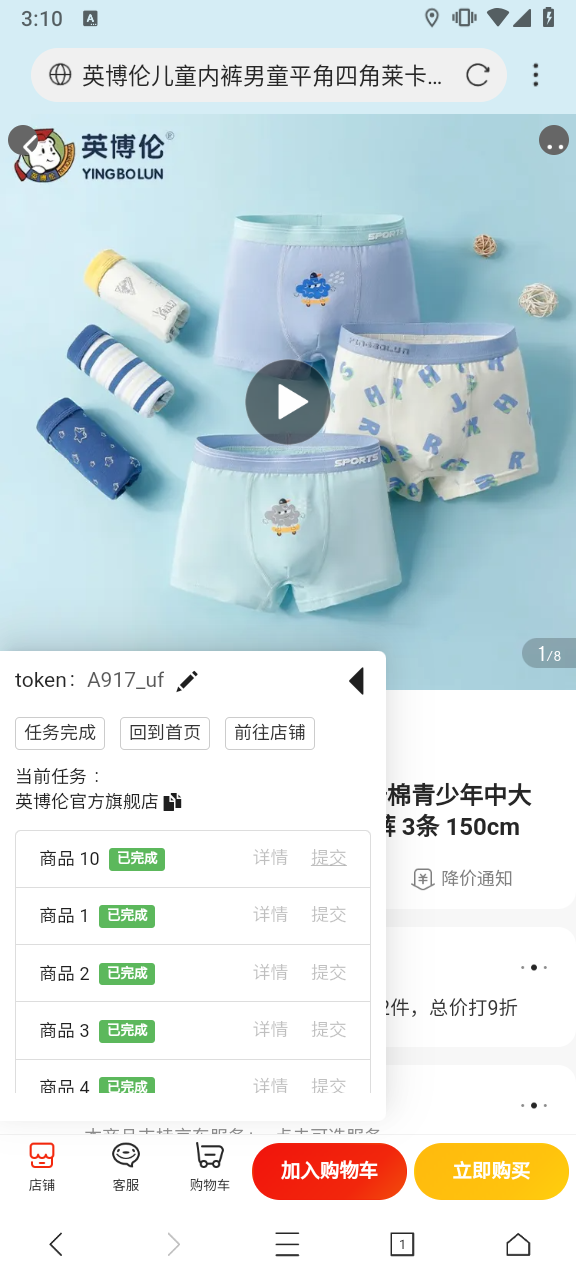 3:10
A
英博伦儿童内裤男童平角四角莱卡...
英博伦®
YINGBOLUN
SPORTS
SPORTS
1/8
token： A917_uf
任务完成 回到首页 前往店铺
当前任务：
英博伦官方旗舰店
棉青少年中大
裤 3条 150cm
降价通知
商品 10 已完成 详情 提交
商品 1 已完成 详情 提交
商品 2 已完成 详情 提交
2件，总价打9折
商品 3 已完成 详情 提交
商品 4 已完成 详情 提交
店铺 客服 购物车 加入购物车 立即购买
1